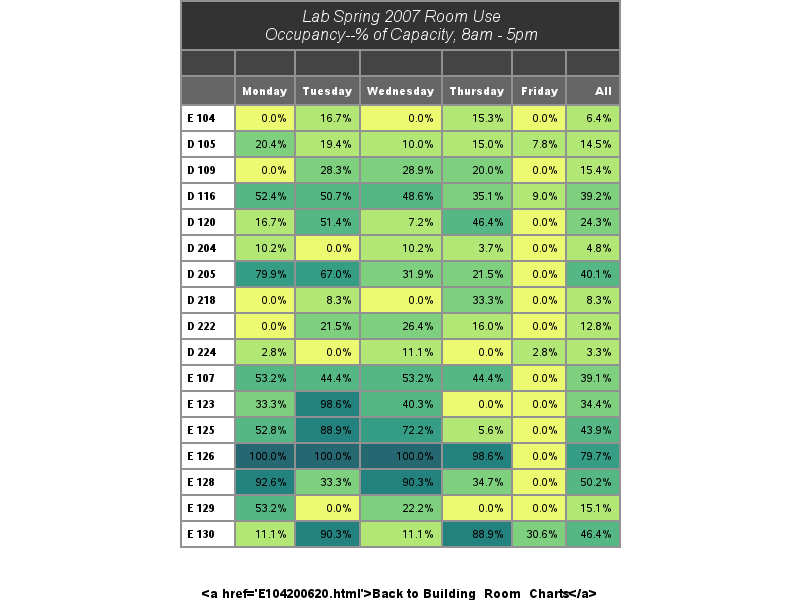 Lab Spring 2007 Room Use
Occupancy--% of Capacity, 8am - 5pm
Monday Tuesday Wednesday Thursday Friday All
E 104 0.0% 16.7% 0.0% 15.3% 0.0% 6.4%
D 105 20.4% 19.4% 10.0% 15.0% 7.8% 14.5%
D 109 0.0% 28.3% 28.9% 20.0% 0.0% 15.4%
D 116 52.4% 50.7% 48.6% 35.1% 9.0% 39.2%
D 120 16.7% 51.4% 7.2% 46.4% 0.0% 24.3%
D 204 10.2% 0.0% 10.2% 3.7% 0.0% 4.8%
D 205 79.9% 67.0% 31.9% 21.5% 0.0% 40.1%
D 218 0.0% 8.3% 0.0% 33.3% 0.0% 8.3%
D 222 0.0% 21.5% 26.4% 16.0% 0.0% 12.8%
D 224 2.8% 0.0% 11.1% 0.0% 2.8% 3.3%
E 107 53.2% 44.4% 53.2% 44.4% 0.0% 39.1%
E 123 33.3% 98.6% 40.3% 0.0% 0.0% 34.4%
E 125 52.8% 88.9% 72.2% 5.6% 0.0% 43.9%
E 126 100.0% 100.0% 100.0% 98.6% 0.0% 79.7%
E 128 92.6% 33.3% 90.3% 34.7% 0.0% 50.2%
E 129 53.2% 0.0% 22.2% 0.0% 0.0% 15.1%
E 130 11.1% 90.3% 11.1% 88.9% 30.6% 46.4%
<a href='E104200620.html'>Back to Building_Room_Charts</a>